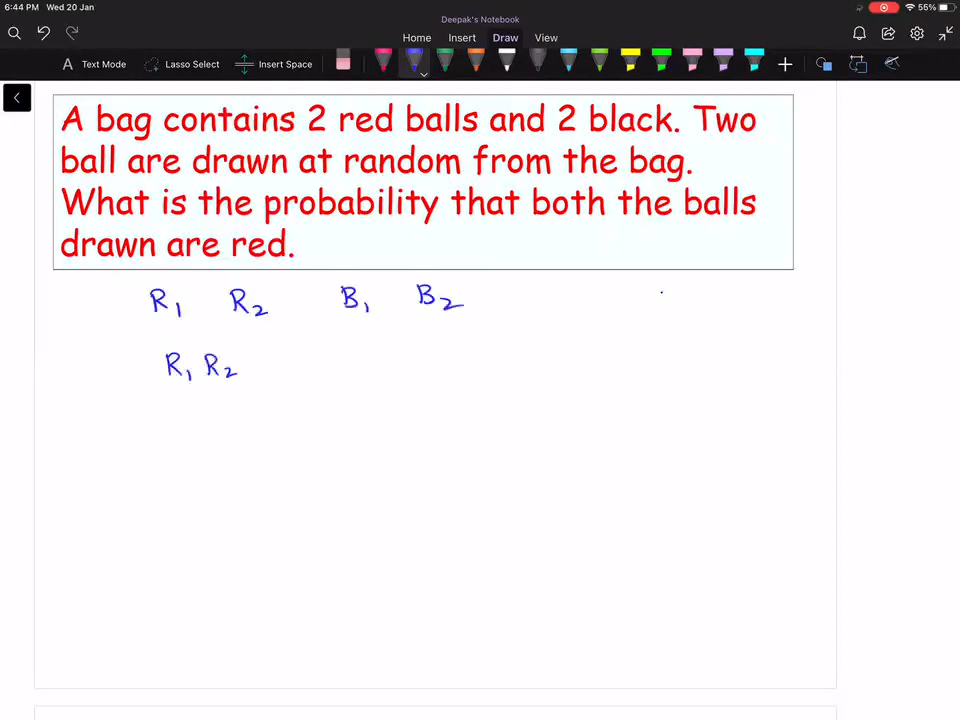 6:44 PM Wed 20 Jan
55%
Deepak's Notebook
Home Insert Draw View
Text Mode Lasso Select Insert Space
A bag contains 2 red balls and 2 black. Two
ball are drawn at random from the bag.
What is the probability that both the balls
drawn are red.
R₁ R₂ B₁ B₂
R₁ R₂